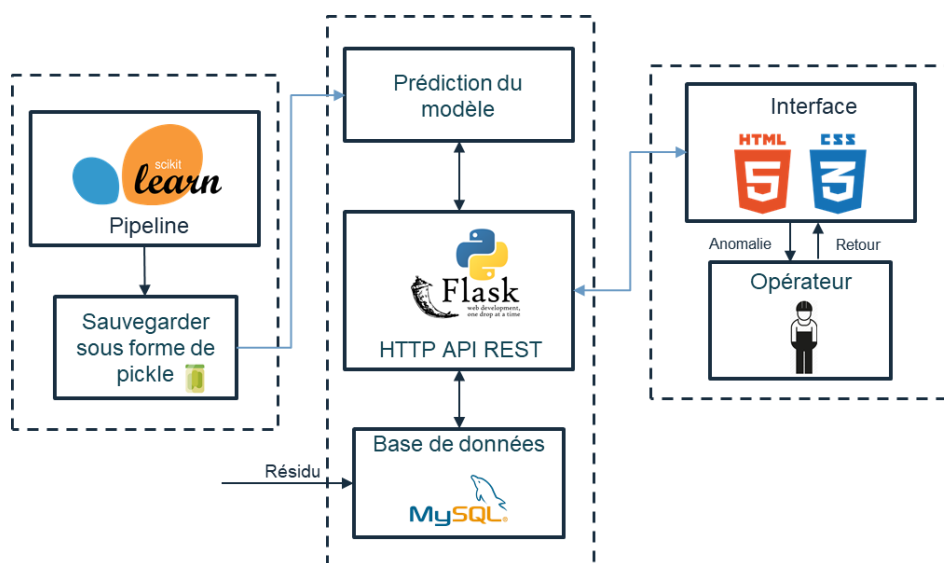 scikit
learn
Pipeline
Sauvegarder
sous forme de
pickle
Prédiction du
modèle
Flask
web development,
one drop at a time
HTTP API REST
Base de données
MySQL®
Résidu
Interface
HTML
5
CSS
3
Anomalie
Retour
Opérateur